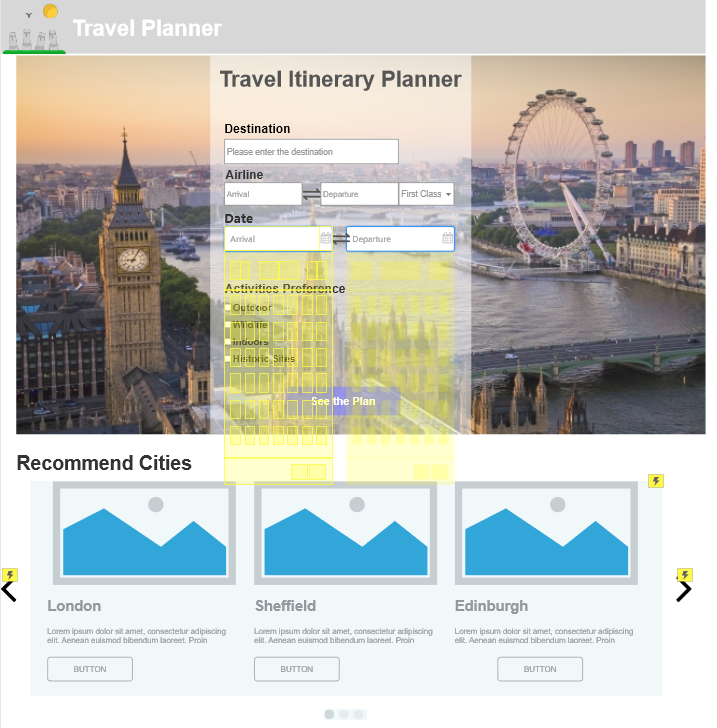 Travel Planner
Travel Itinerary Planner
Destination
Please enter the destination
Airline
Arrival
Departure
First Class
Date
Arrival
Departure
Activities Preference
Outdoor
Wildlife
Indoors
Historic Sites
See the Plan
Recommend Cities
London
Sheffield
Edinburgh
Lorem ipsum dolor sit amet, consectetur adipiscing
elit. Aenean euismod bibendum laoreet. Proin
Lorem ipsum dolor sit amet, consectetur adipiscing
elit. Aenean euismod bibendum laoreet. Proin
Lorem ipsum dolor sit amet, consectetur adipiscing
elit. Aenean euismod bibendum laoreet. Proin
BUTTON
BUTTON
BUTTON